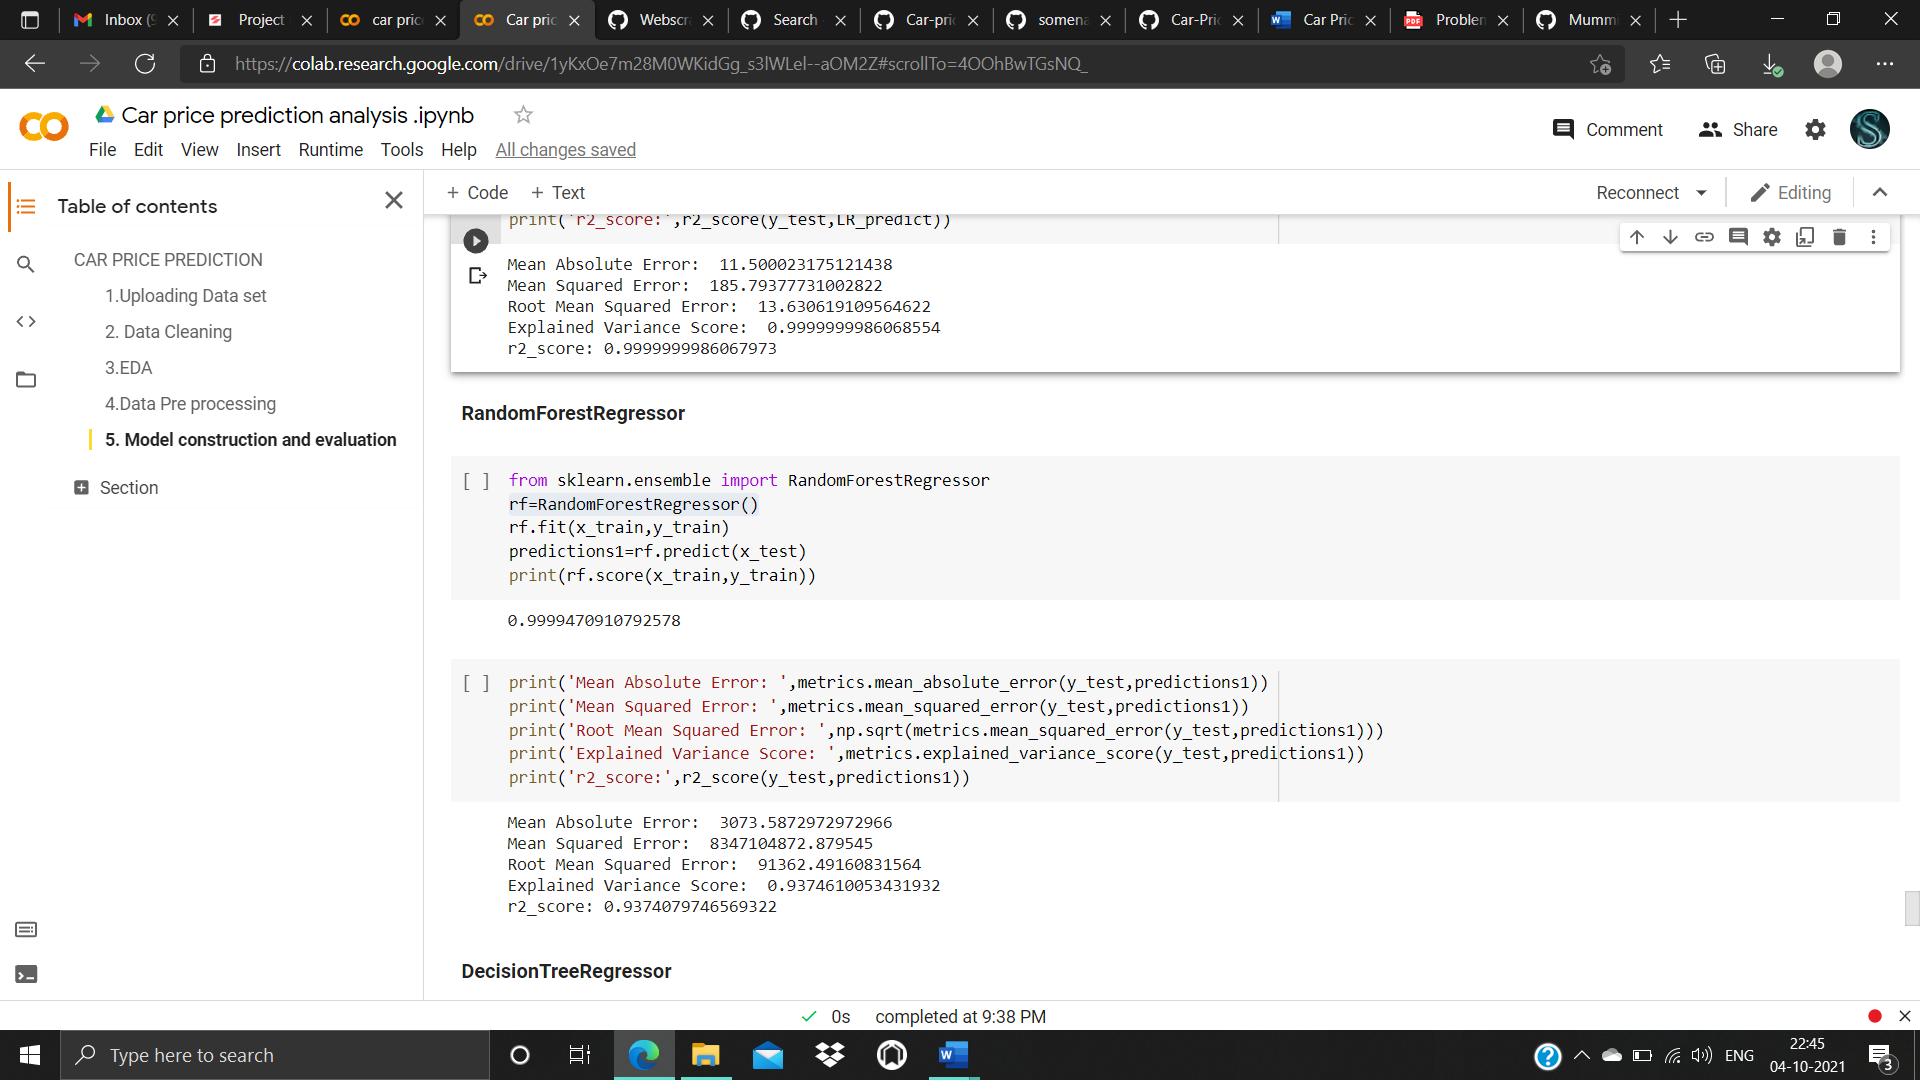 Inbox (9
Project
car price
Car pric
Webscra
Search
Car-pric
somena
Car-Pric
Car Pric
Problem
Mummi
https://colab.research.google.com/drive/1yKxOe7m28M0WKidGg_s3lWLel--aOM2Z#scrollTo=4OOhBwTGsNQ_
Car price prediction analysis .ipynb
File Edit View Insert Runtime Tools Help All changes saved
Comment Share
Table of contents
CAR PRICE PREDICTION
1.Uploading Data set
2. Data Cleaning
3.EDA
4.Data Pre processing
5. Model construction and evaluation
Section
+ Code + Text
Reconnect Editing
print('r2_score:',r2_score(y_test,LR_predict))
Mean Absolute Error:  11.500023175121438
Mean Squared Error:  185.79377731002822
Root Mean Squared Error:  13.630619109564622
Explained Variance Score:  0.9999999986068554
r2_score: 0.9999999986067973
RandomForestRegressor
[ ] from sklearn.ensemble import RandomForestRegressor
rf=RandomForestRegressor()
rf.fit(x_train,y_train)
predictions1=rf.predict(x_test)
print(rf.score(x_train,y_train))
0.9999470910792578
[ ] print('Mean Absolute Error: ',metrics.mean_absolute_error(y_test,predictions1))
print('Mean Squared Error: ',metrics.mean_squared_error(y_test,predictions1))
print('Root Mean Squared Error: ',np.sqrt(metrics.mean_squared_error(y_test,predictions1)))
print('Explained Variance Score: ',metrics.explained_variance_score(y_test,predictions1))
print('r2_score:',r2_score(y_test,predictions1))
Mean Absolute Error:  3073.5872972972966
Mean Squared Error:  8347104872.879545
Root Mean Squared Error:  91362.49160831564
Explained Variance Score:  0.9374610053431932
r2_score: 0.9374079746569322
DecisionTreeRegressor
0s completed at 9:38 PM
Type here to search
ENG
22:45
04-10-2021
3